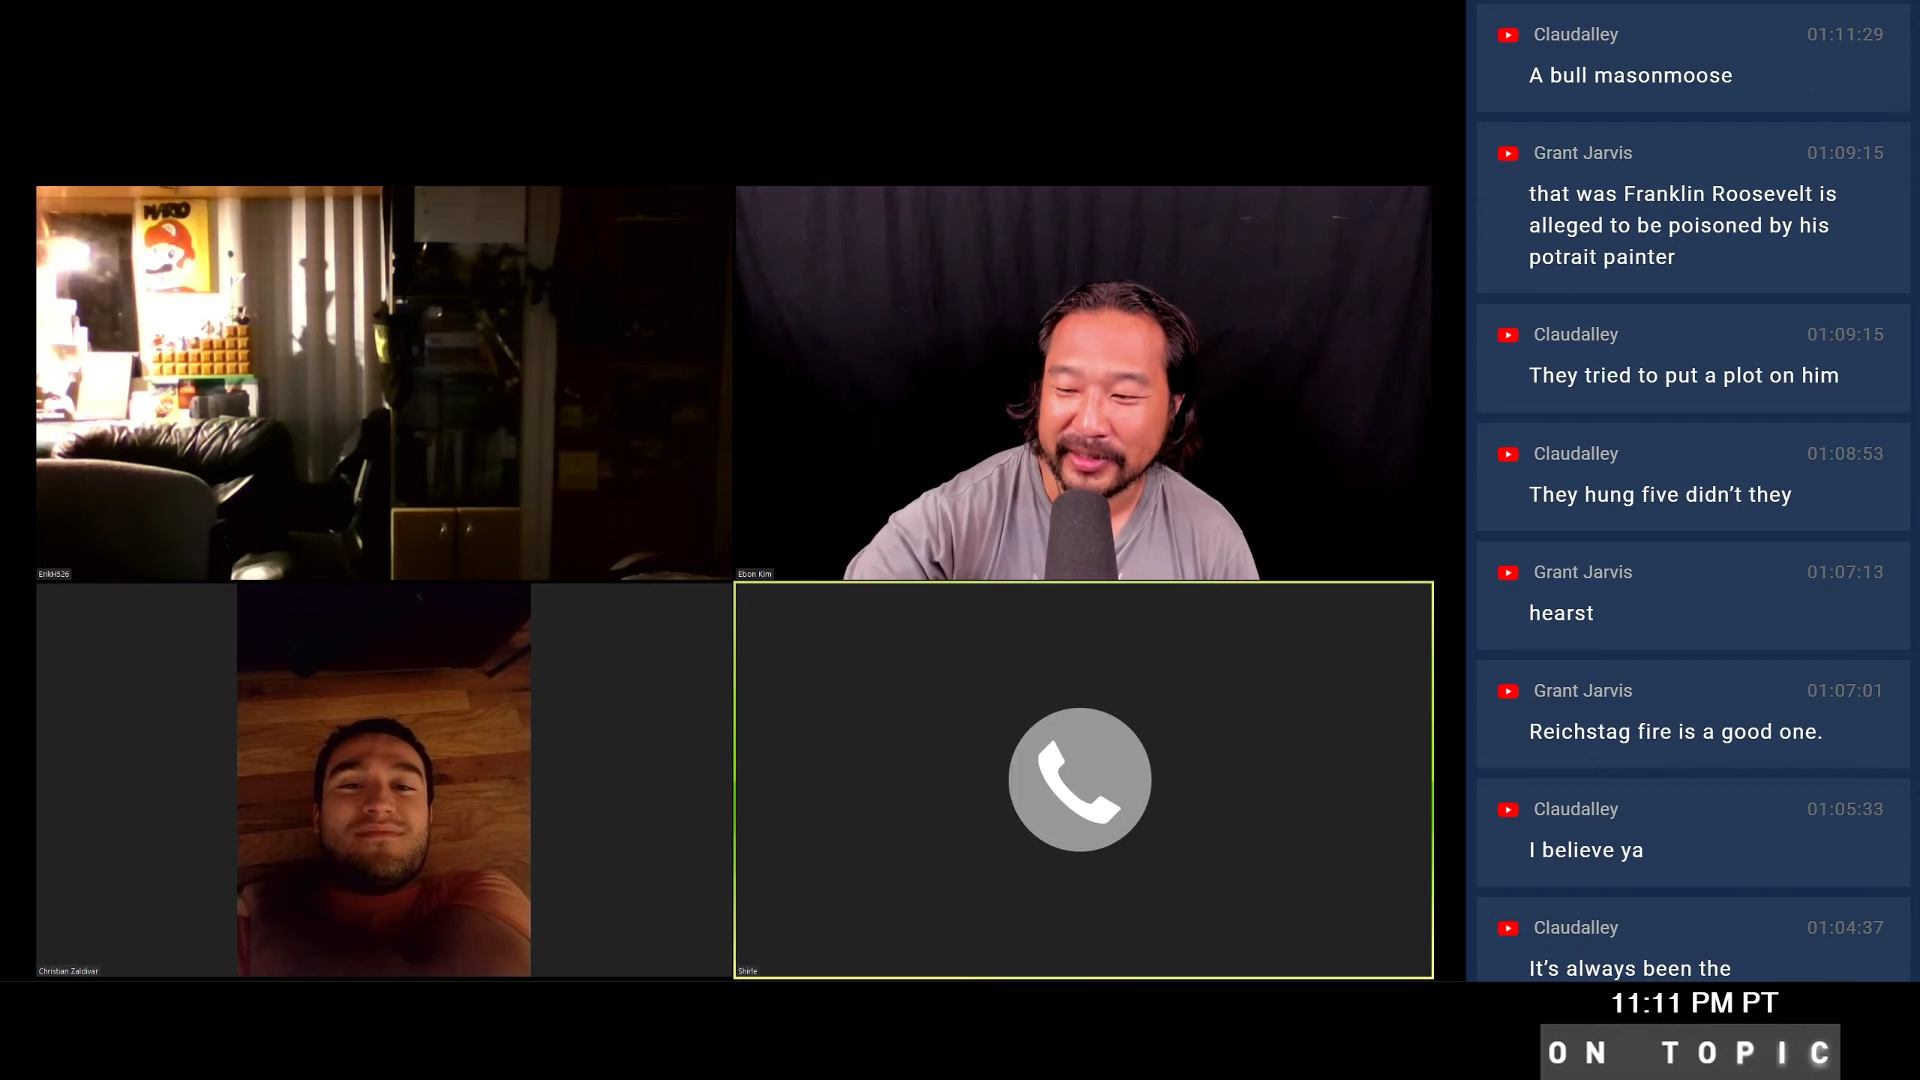 MARIO
ErikH526
Ebon Kim
Christian Zaldivar
Shirle
Claudalley 01:11:29
A bull masonmoose
Grant Jarvis 01:09:15
that was Franklin Roosevelt is
alleged to be poisoned by his
potrait painter
Claudalley 01:09:15
They tried to put a plot on him
Claudalley 01:08:53
They hung five didn’t they
Grant Jarvis 01:07:13
hearst
Grant Jarvis 01:07:01
Reichstag fire is a good one.
Claudalley 01:05:33
I believe ya
Claudalley 01:04:37
It’s always been the
11:11 PM PT
ON TOPIC